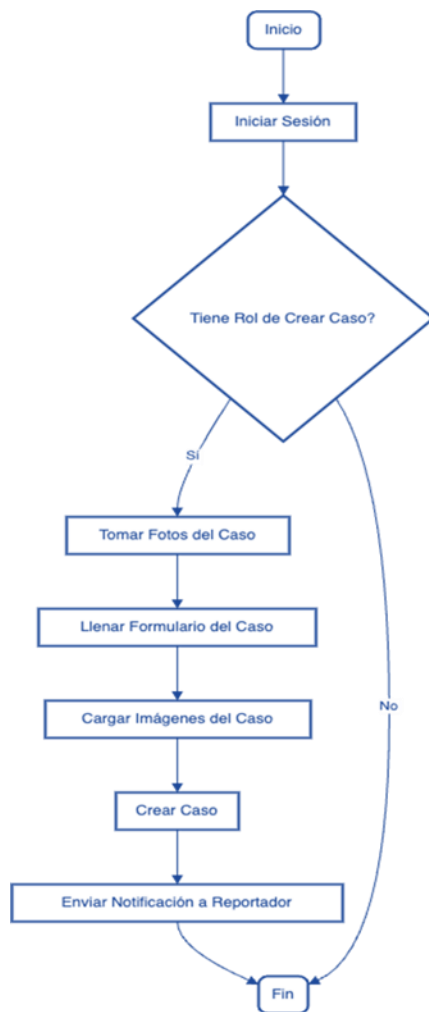 Inicio
Iniciar Sesión
Tiene Rol de Crear Caso?
Sí
Tomar Fotos del Caso
Llenar Formulario del Caso
Cargar Imágenes del Caso
No
Crear Caso
Enviar Notificación a Reportador
Fin